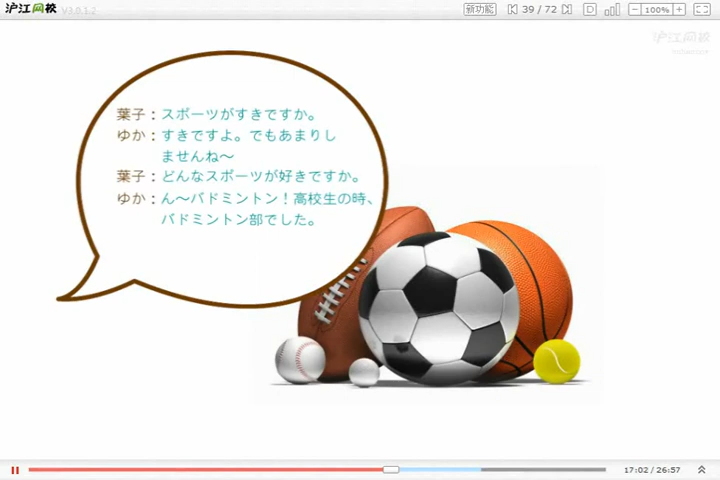 沪江网校 V3.0.1.2
新功能 39 / 72 D 100%
沪江网校
葉子：スポーツがすきですか。
ゆか：すきですよ。でもあまりし
ませんね～
葉子：どんなスポーツが好きですか。
ゆか：ん～バドミントン！高校生の時、
バドミントン部でした。
17:02 / 26:57